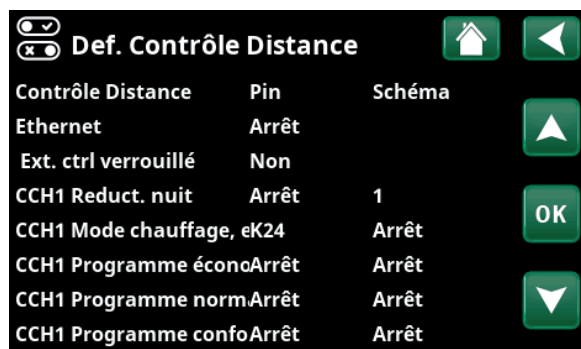 Def. Contrôle Distance
Contrôle Distance Pin Schéma
Ethernet Arrêt
Ext. ctrl verrouillé Non
CCH1 Reduct. nuit Arrêt 1
OK
CCH1 Mode chauffage, eK24 Arrêt
CCH1 Programme éconoArrêt Arrêt
CCH1 Programme normArrêt Arrêt
CCH1 Programme confoArrêt Arrêt